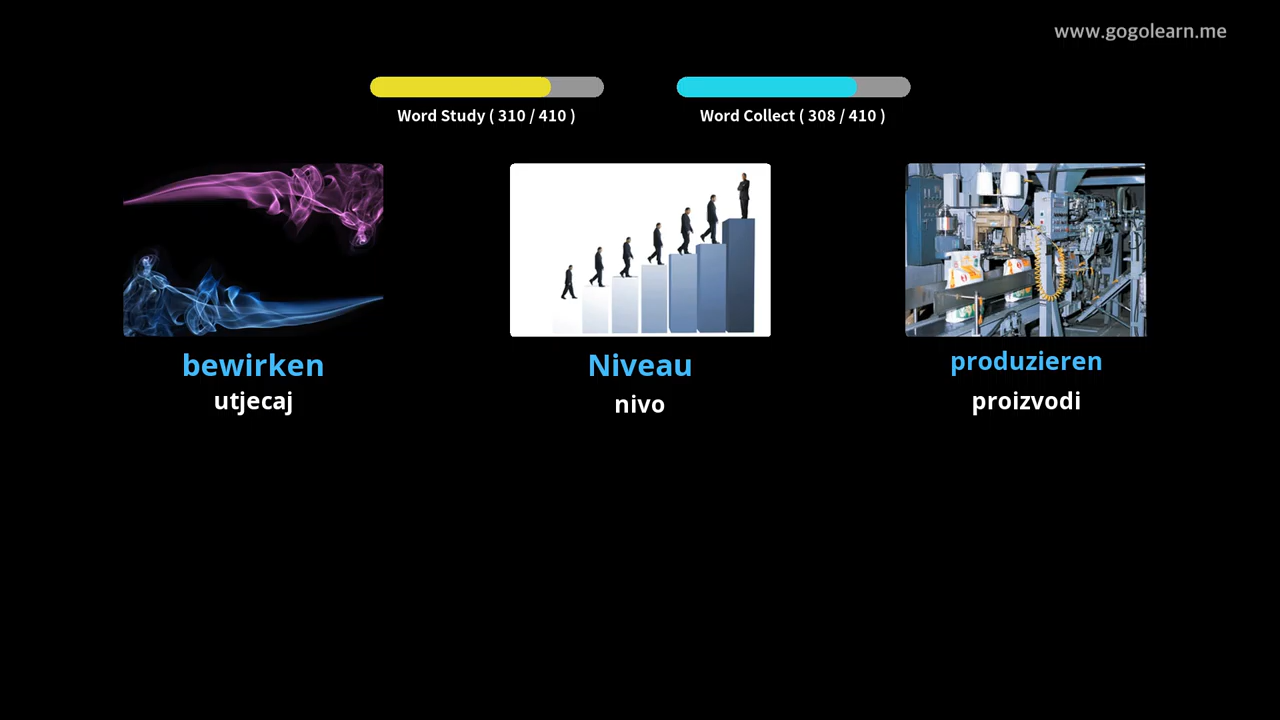 www.gogolearn.me
Word Study ( 310 / 410 )
Word Collect ( 308 / 410 )
bewirken
utjecaj
Niveau
nivo
produzieren
proizvodi